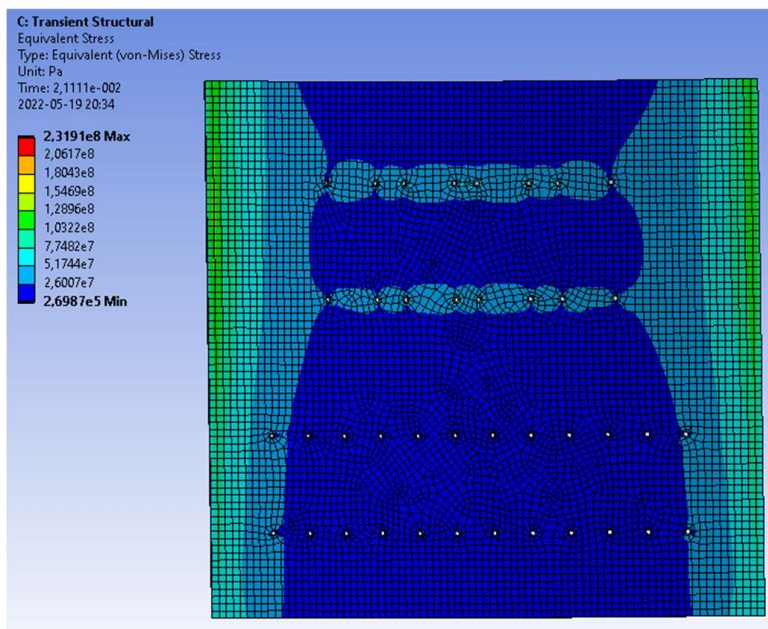 C: Transient Structural
Equivalent Stress
Type: Equivalent (von-Mises) Stress
Unit: Pa
Time: 2,1111e-002
2022-05-19 20:34
2,3191e8 Max
2,0617e8
1,8043e8
1,5469e8
1,2896e8
1,0322e8
7,7482e7
5,1744e7
2,6007e7
2,6987e5 Min